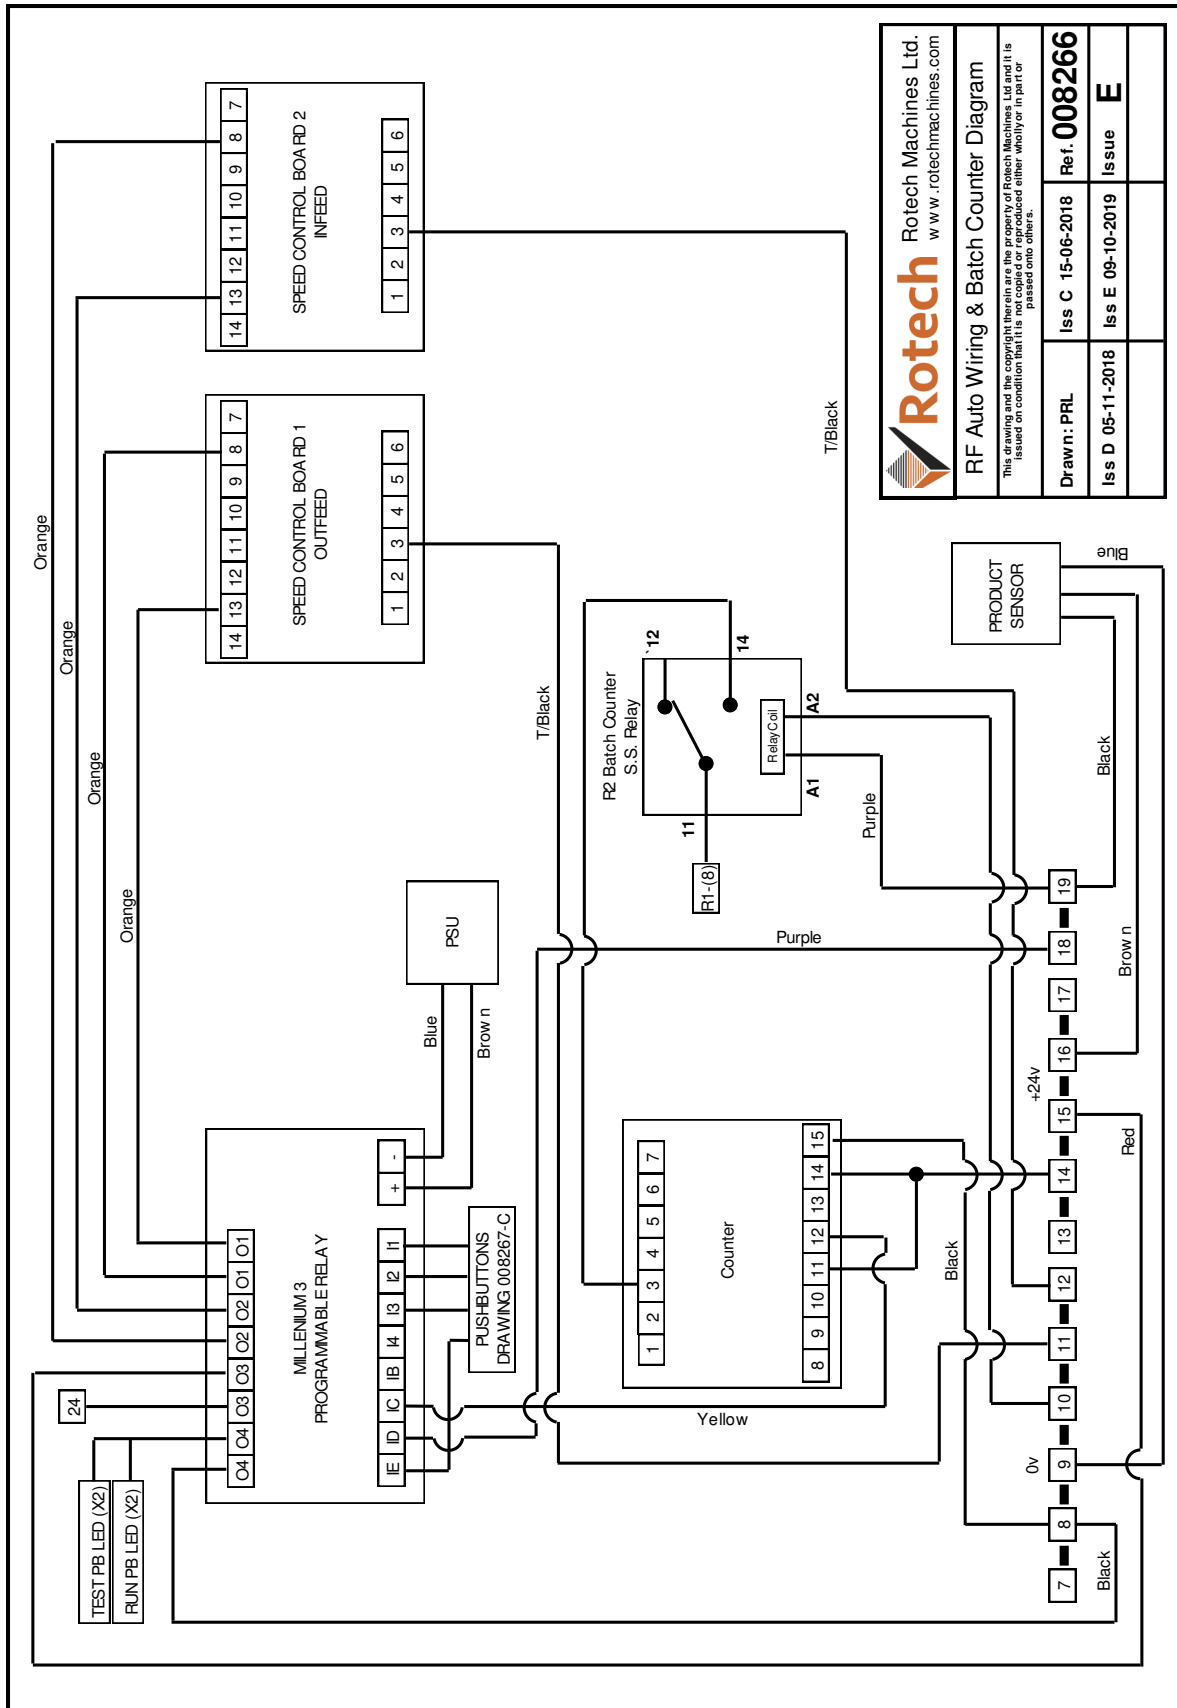 TEST PB LED (X2)
RUN PB LED (X2)
24
Orange
Orange
Orange
Orange
O4 O4 O3 O3 O2 O2 O1 O1
MILLENIUM 3
PROGRAMMABLE RELAY
IE ID IC IB I4 I3 I2 I1 + -
PUSHBUTTONS
DRAWING 008267-C
Blue
Brown
PSU
14 13 12 11 10 9 8 7
SPEED CONTROL BOARD 1
OUTFEED
1 2 3 4 5 6
14 13 12 11 10 9 8 7
SPEED CONTROL BOARD 2
INFEED
1 2 3 4 5 6
T/Black
T/Black
Yellow
1 2 3 4 5 6 7
Counter
8 9 10 11 12 13 14 15
Black
Purple
R2 Batch Counter
S.S. Relay
R1-(8)
11
`12
14
Relay Coil
A1
A2
Purple
0v
+24v
7 8 9 10 11 12 13 14 15 16 17 18 19
Black
Red
Brown
Black
Blue
PRODUCT
SENSOR
Rotech
Rotech Machines Ltd.
www.rotechmachines.com
RF Auto Wiring & Batch Counter Diagram
This drawing and the copyright therein are the property of Rotech Machines Ltd and it is
issued on condition that it is not copied or reproduced either wholly or in part or
passed onto others.
Drawn: PRL
Iss C 15-06-2018
Ref. 008266
Iss D 05-11-2018
Iss E 09-10-2019
Issue E